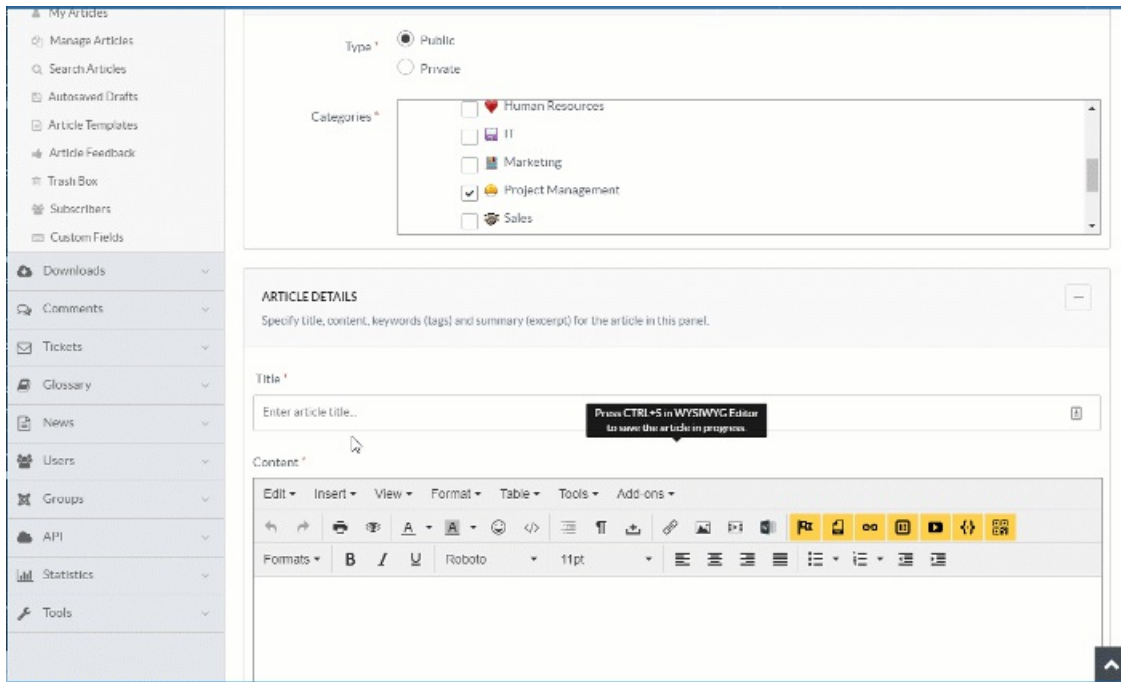 My Articles
Manage Articles
Search Articles
Autosaved Drafts
Article Templates
Article Feedback
Trash Box
Subscribers
Custom Fields
Downloads
Comments
Tickets
Glossary
News
Users
Groups
API
Statistics
Tools
Type *
Public
Private
Categories *
Human Resources
IT
Marketing
Project Management
Sales
ARTICLE DETAILS
Specify title, content, keywords (tags) and summary (excerpt) for the article in this panel.
Title *
Enter article title...
Press CTRL+S in WYSIWYG Editor
to save the article in progress.
Content *
Edit Insert View Format Table Tools Add-ons
Formats B I U Roboto 11pt